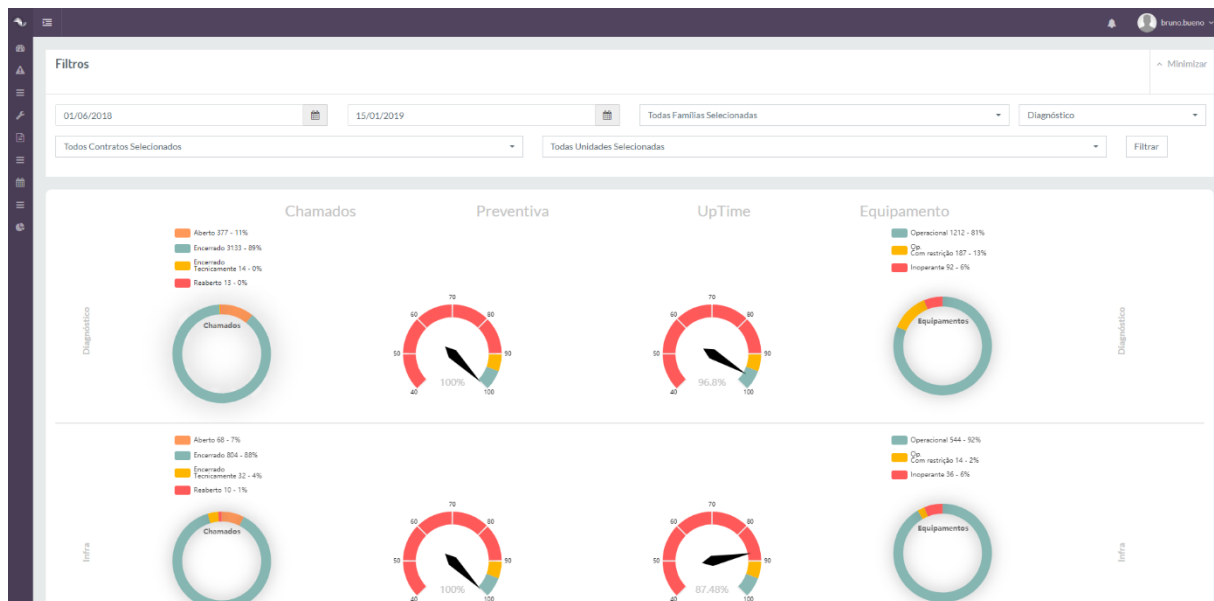 bruno.bueno
Filtros
Minimizar
01/06/2018
15/01/2019
Todas Famílias Selecionadas
Diagnóstico
Todos Contratos Selecionados
Todas Unidades Selecionadas
Filtrar
Chamados
Preventiva
UpTime
Equipamento
Aberto 377 - 11%
Encerrado 3133 - 89%
Encerrado
Tecnicamente 14 - 0%
Reaberto 13 - 0%
Operacional 1212 - 81%
Op.
Com restrição 187 - 13%
Inoperante 92 - 6%
Diagnóstico
Chamados
40
50
60
70
80
90
100
100%
40
50
60
70
80
90
100
96.8%
Equipamentos
Diagnóstico
Aberto 68 - 7%
Encerrado 804 - 88%
Encerrado
Tecnicamente 32 - 4%
Reaberto 10 - 1%
Operacional 544 - 92%
Op.
Com restrição 14 - 2%
Inoperante 36 - 6%
Infra
Chamados
40
50
60
70
80
90
100
100%
40
50
60
70
80
90
100
87.48%
Equipamentos
Infra